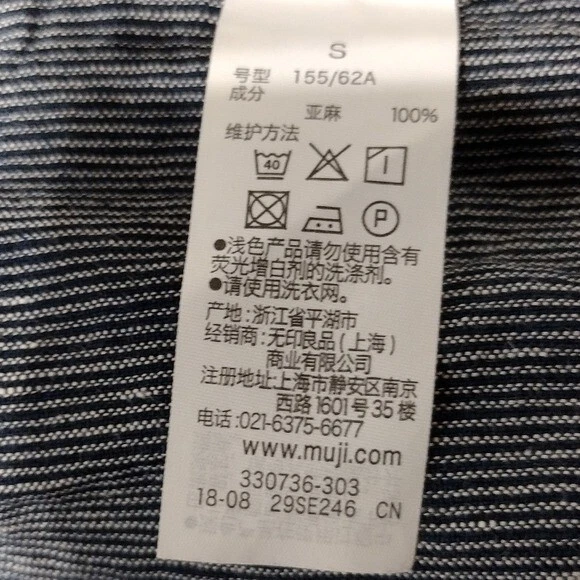 S
号型 155/62A
成分
亚麻 100%
维护方法
40
P
●浅色产品请勿使用含有
荧光增白剂的洗涤剂。
●请使用洗衣网。
产地:浙江省平湖市
经销商:无印良品(上海)
商业有限公司
注册地址:上海市静安区南京
西路1601号35楼
电话:021-6375-6677
www.muji.com
330736-303
18-08 29SE246 CN